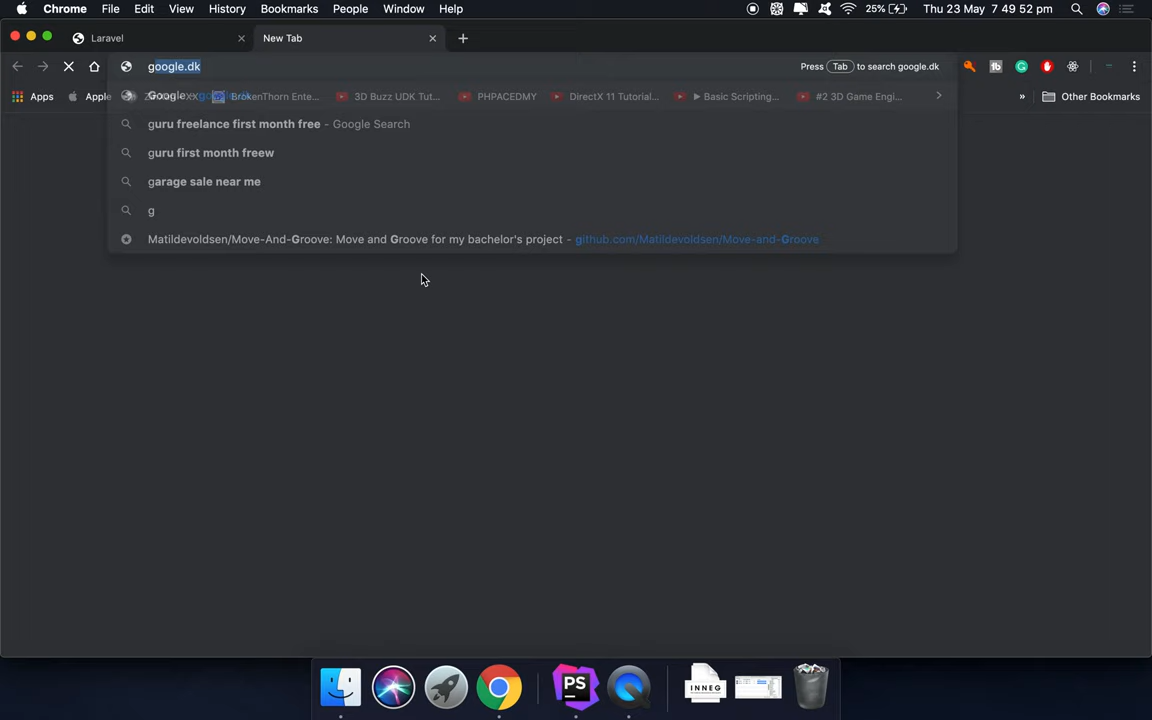 Chrome File Edit View History Bookmarks People Window Help 25% Thu 23 May 7 49 52 pm
Laravel New Tab
google.dk Press Tab to search google.dk
Apps Apple Google BrokenThorn Ente... 3D Buzz UDK Tut... PHPACEDMY DirectX 11 Tutorial... ▶ Basic Scripting... #2 3D Game Engi... » Other Bookmarks
guru freelance first month free - Google Search
guru first month freew
garage sale near me
g
Matildevoldsen/Move-And-Groove: Move and Groove for my bachelor's project - github.com/Matildevoldsen/Move-and-Groove
PS INNEG